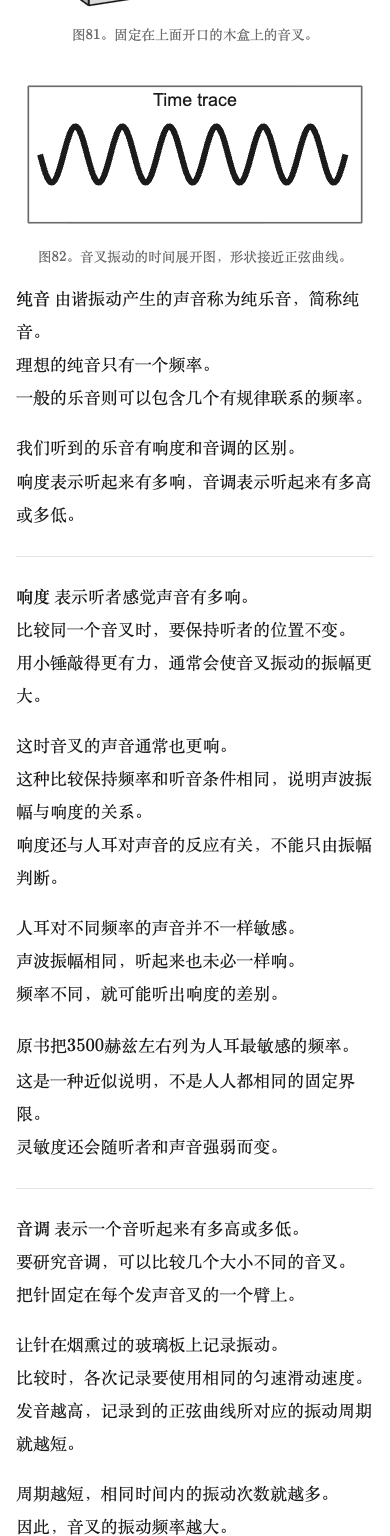 图81。固定在上面开口的木盒上的音叉。
Time trace
图82。音叉振动的时间展开图，形状接近正弦曲线。
纯音 由谐振动产生的声音称为纯乐音，简称纯
音。
理想的纯音只有一个频率。
一般的乐音则可以包含几个有规律联系的频率。
我们听到的乐音有响度和音调的区别。
响度表示听起来有多响，音调表示听起来有多高
或多低。
响度 表示听者感觉声音有多响。
比较同一个音叉时，要保持听者的位置不变。
用小锤敲得更有力，通常会使音叉振动的振幅更
大。
这时音叉的声音通常也更响。
这种比较保持频率和听音条件相同，说明声波振
幅与响度的关系。
响度还与人耳对声音的反应有关，不能只由振幅
判断。
人耳对不同频率的声音并不一样敏感。
声波振幅相同，听起来也未必一样响。
频率不同，就可能听出响度的差别。
原书把3500赫兹左右列为人耳最敏感的频率。
这是一种近似说明，不是人人都相同的固定界
限。
灵敏度还会随听者和声音强弱而变。
音调 表示一个音听起来有多高或多低。
要研究音调，可以比较几个大小不同的音叉。
把针固定在每个发声音叉的一个臂上。
让针在烟熏过的玻璃板上记录振动。
比较时，各次记录要使用相同的匀速滑动速度。
发音越高，记录到的正弦曲线所对应的振动周期
就越短。
周期越短，相同时间内的振动次数就越多。
因此，音叉的振动频率越大。